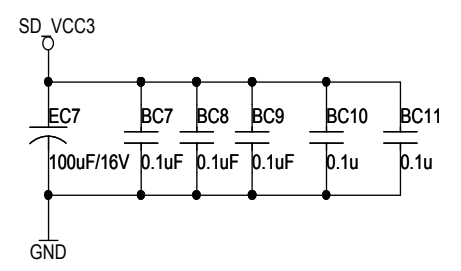 SD_VCC3
EC7 BC7 BC8 BC9 BC10 BC11
100uF/16V 0.1uF 0.1uF 0.1uF 0.1u 0.1u
GND